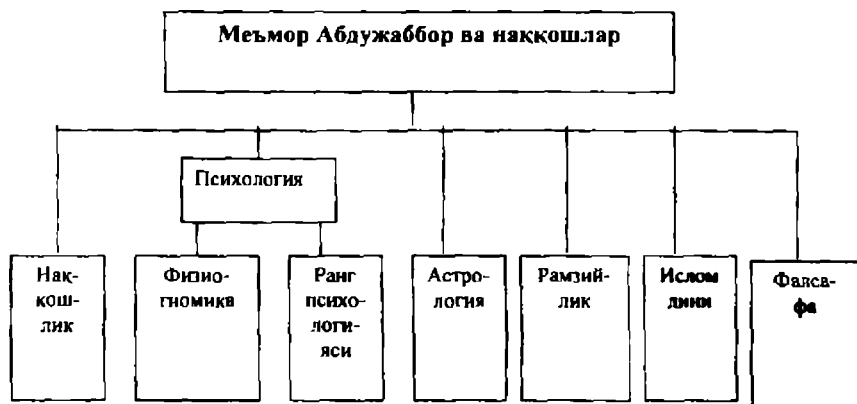 Меъмор Абдужаббор ва наққошлар
Психология
Нақ-
қош-
лик
Физио-
гномика
Ранг
психо-
логи-
яси
Астро-
логия
Рамзий-
лик
Ислом
дини
Фалса-
фа